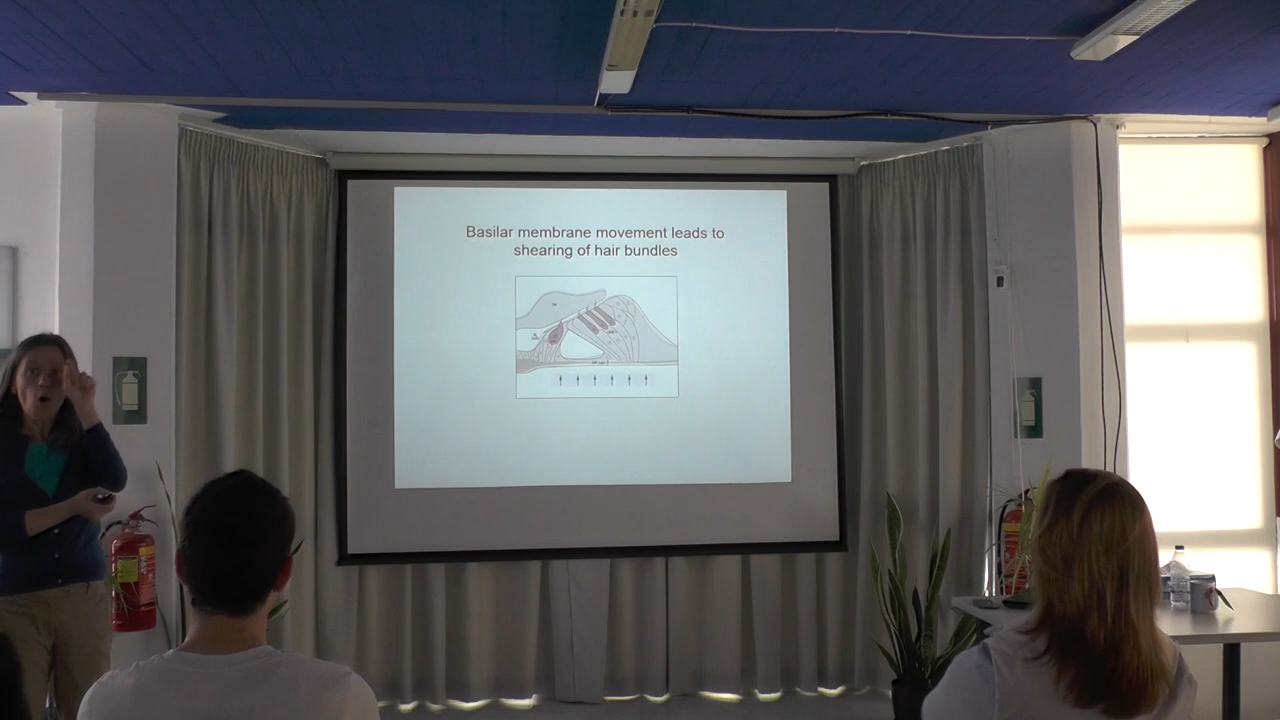 Basilar membrane movement leads to
shearing of hair bundles